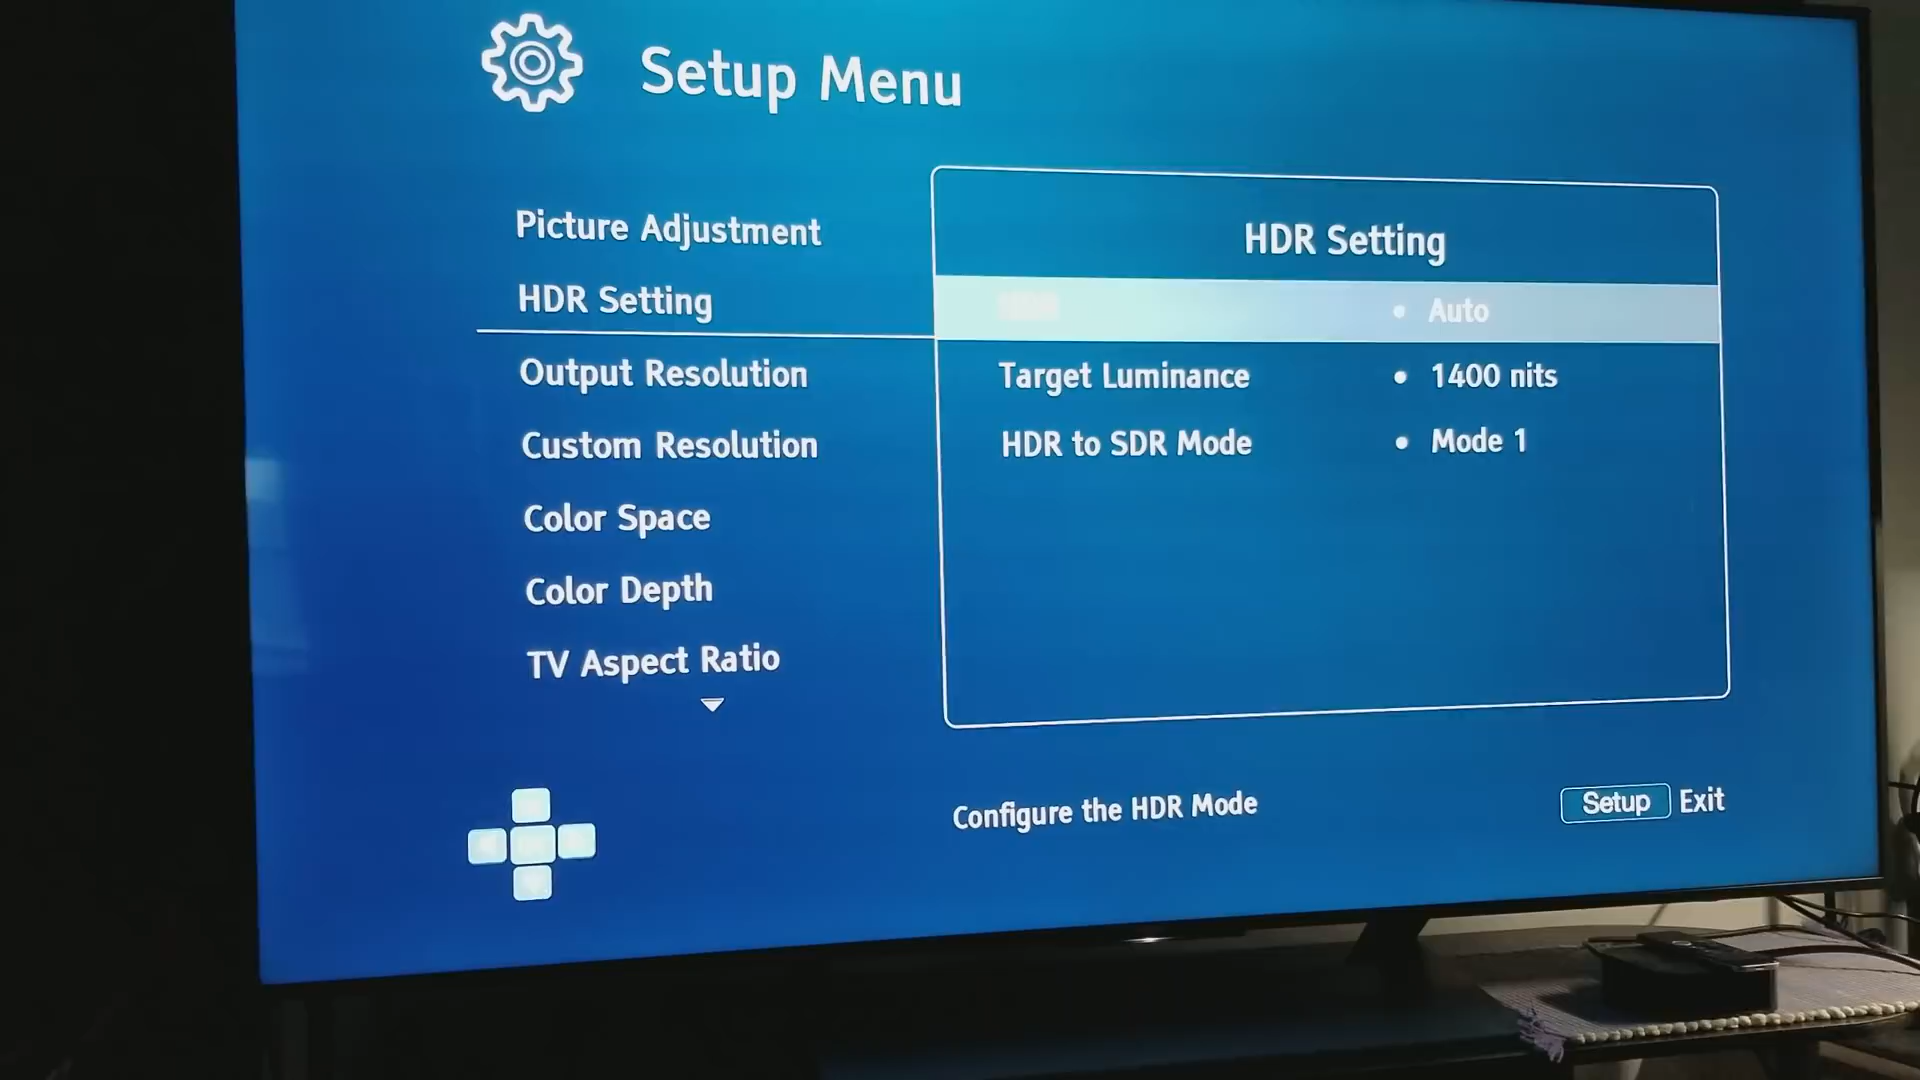 Setup Menu
Picture Adjustment
HDR Setting
Output Resolution
Custom Resolution
Color Space
Color Depth
TV Aspect Ratio
HDR Setting
Auto
Target Luminance • 1400 nits
HDR to SDR Mode • Mode 1
Configure the HDR Mode
Setup Exit